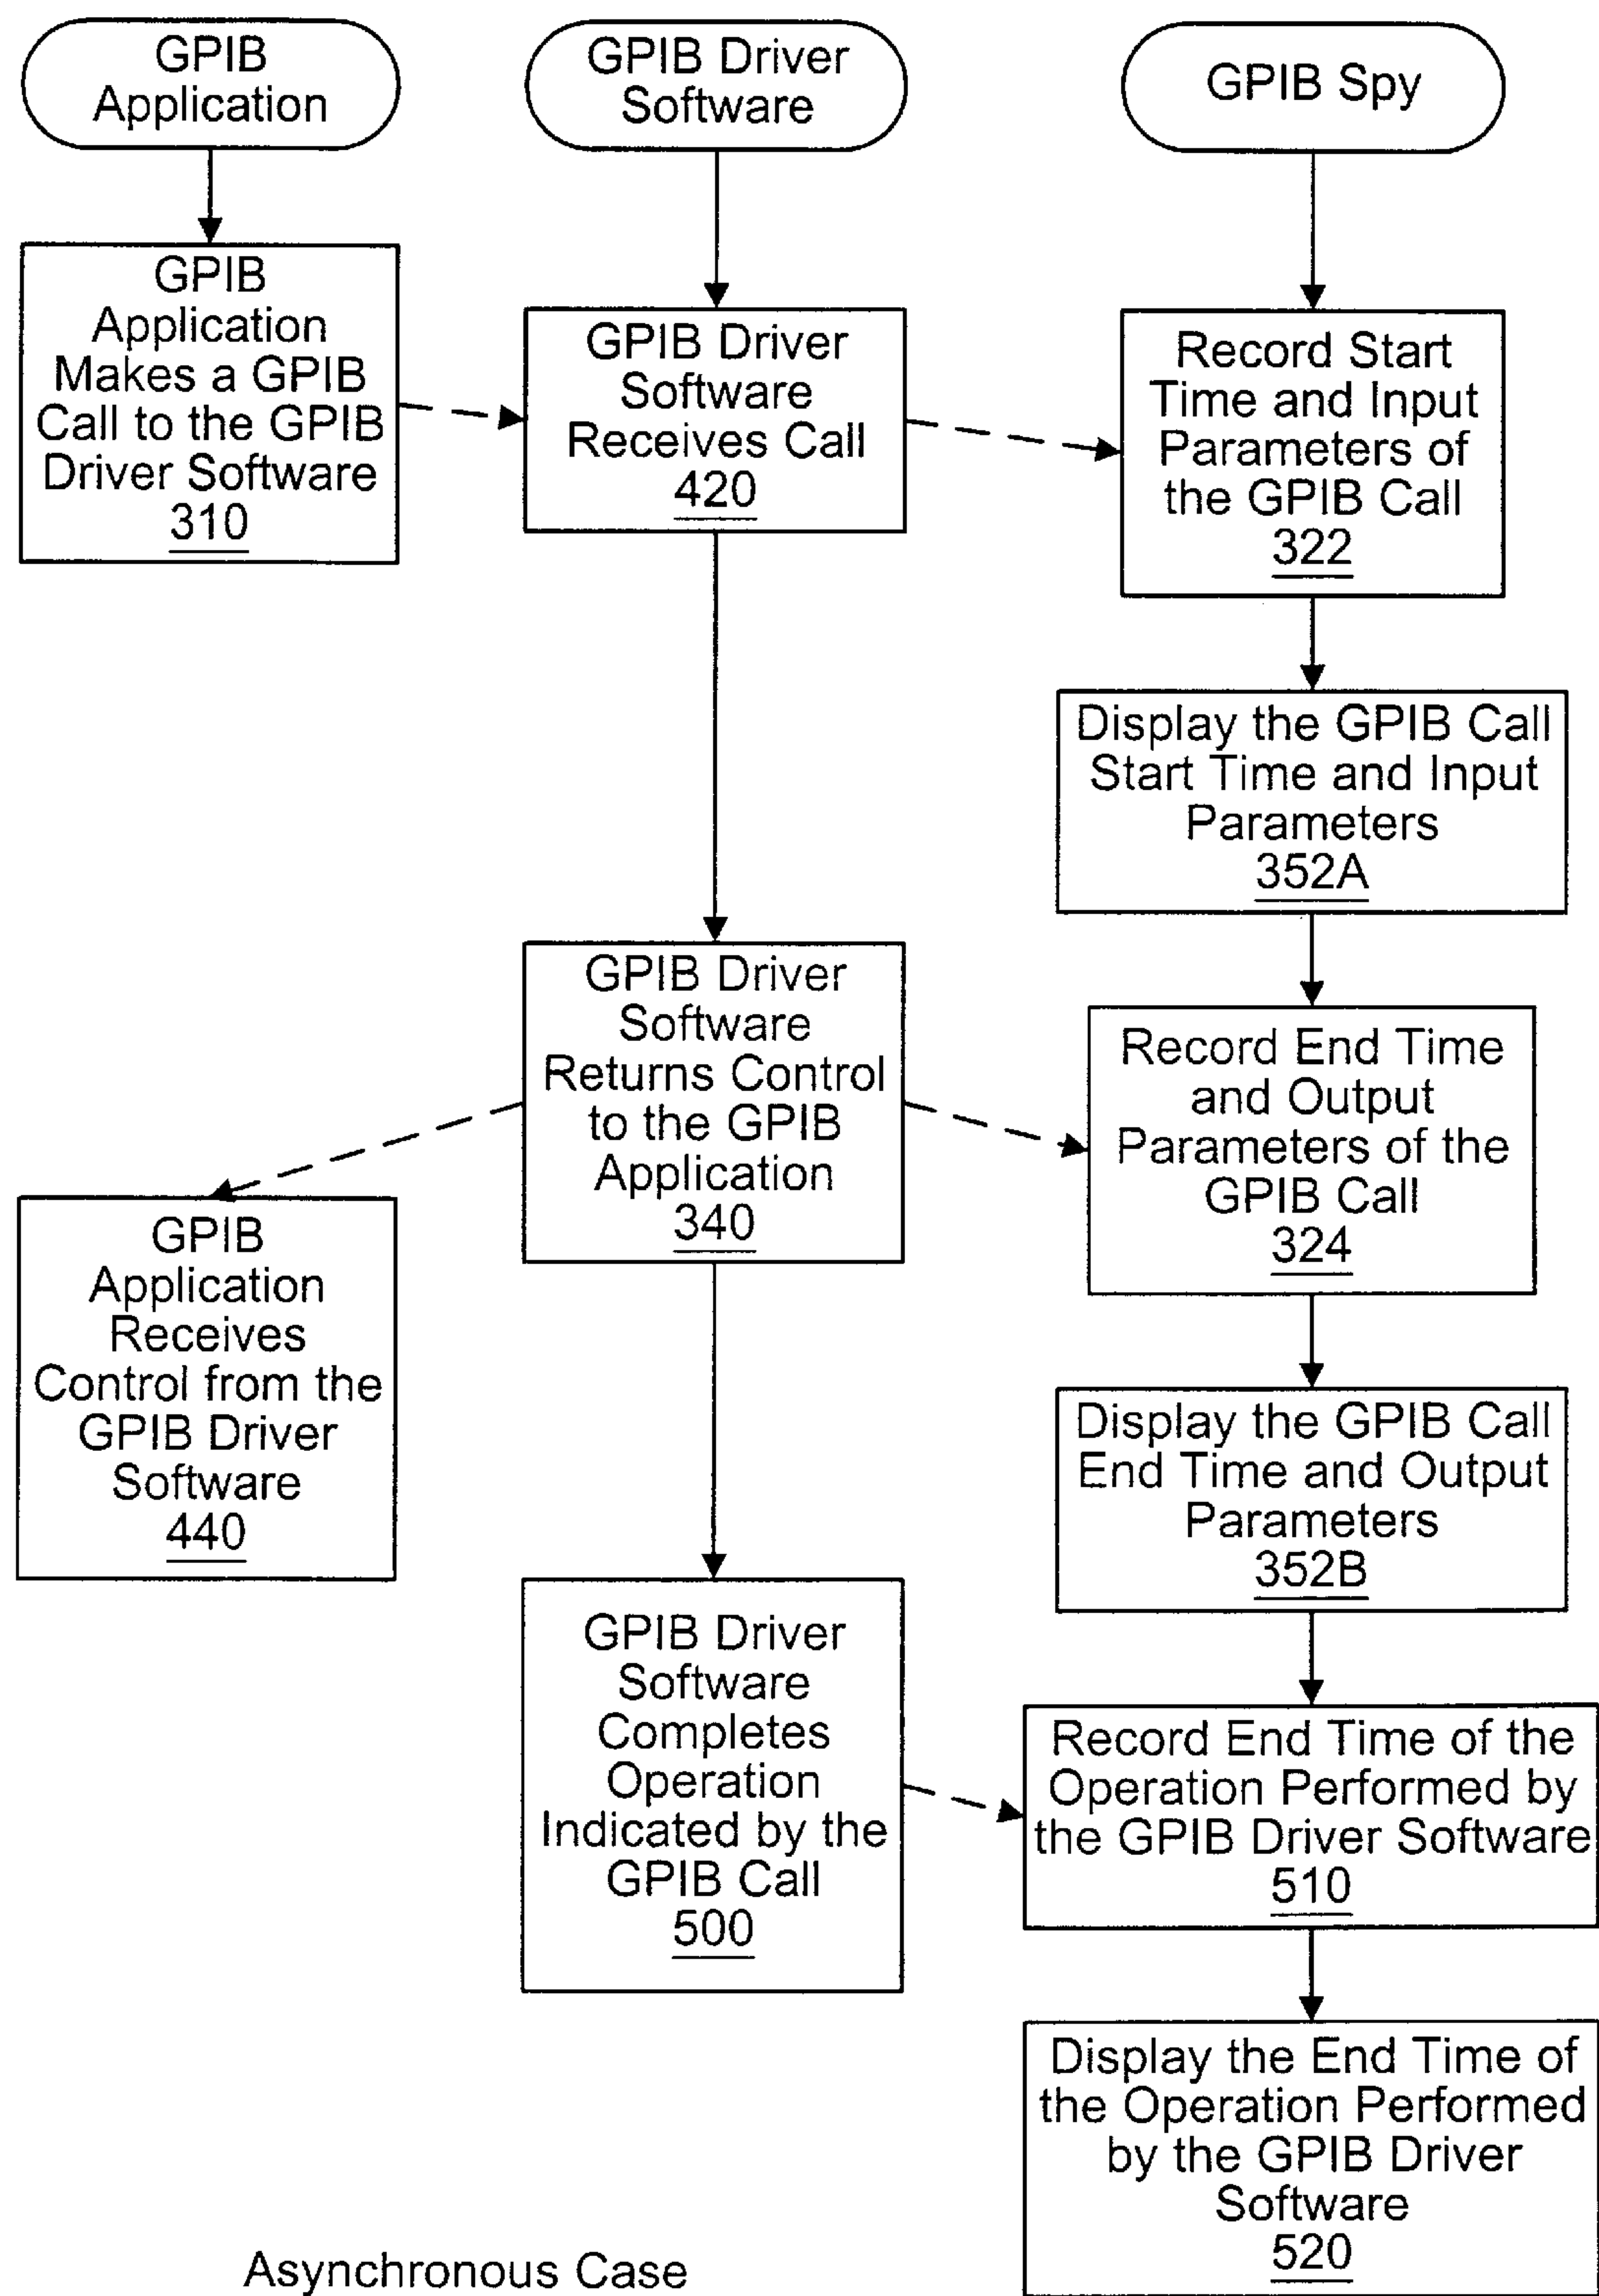 GPIB
Application
GPIB Driver
Software
GPIB Spy
GPIB
Application
Makes a GPIB
Call to the GPIB
Driver Software
310
GPIB Driver
Software
Receives Call
420
Record Start
Time and Input
Parameters of
the GPIB Call
322
Display the GPIB Call
Start Time and Input
Parameters
352A
GPIB Driver
Software
Returns Control
to the GPIB
Application
340
Record End Time
and Output
Parameters of the
GPIB Call
324
GPIB
Application
Receives
Control from the
GPIB Driver
Software
440
Display the GPIB Call
End Time and Output
Parameters
352B
GPIB Driver
Software
Completes
Operation
Indicated by the
GPIB Call
500
Record End Time of the
Operation Performed by
the GPIB Driver Software
510
Display the End Time of
the Operation Performed
by the GPIB Driver
Software
520
Asynchronous Case